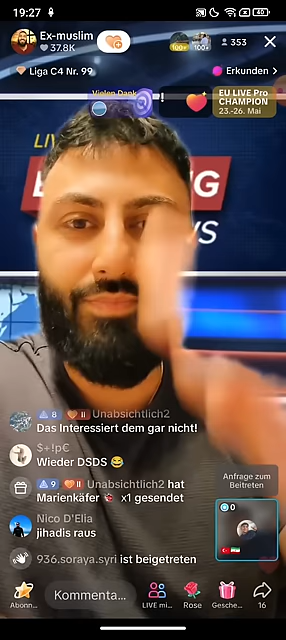 19:27
40
Ex-muslim
37.8K
100+
100+
353
Liga C4 Nr. 99
Erkunden >
Vielen Dank
!
EU LIVE Pro
CHAMPION
23.-26. Mai
8 II Unabsichtlich2
Das Interessiert dem gar nicht!
$+!p€
Wieder DSDS 😂
9 II Unabsichtlich2 hat
Marienkäfer 🐞 x1 gesendet
Nico D'Elia
jihadis raus
936.soraya.syri ist beigetreten
Anfrage zum
Beitreten
0
Abonn...
Kommenta...
LIVE mi...
Rose
Gesche...
16